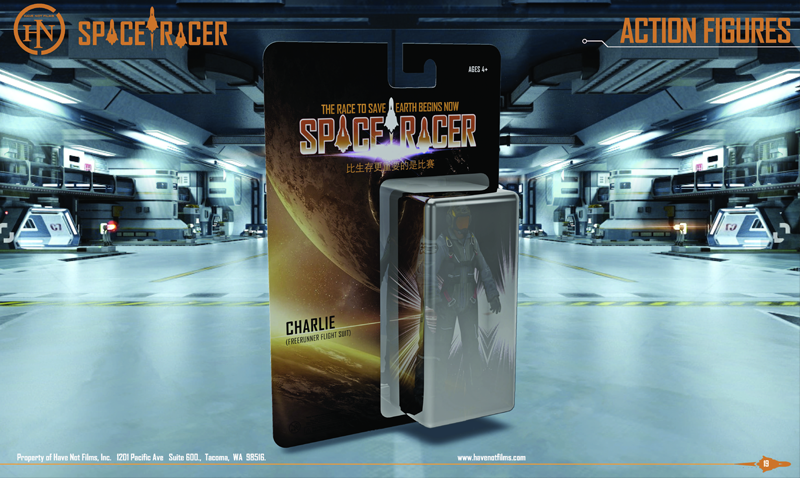 HN
SPACE RACER
ACTION FIGURES
AGES 4+
THE RACE TO SAVE EARTH BEGINS NOW
SPACE RACER
比生存更重要的是比赛
CHARLIE
(FREERUNNER FLIGHT SUIT)
Property of Have Not Films, Inc. 1201 Pacific Ave Suite 600., Tacoma, WA 98516.
www.havenotfilms.com
19